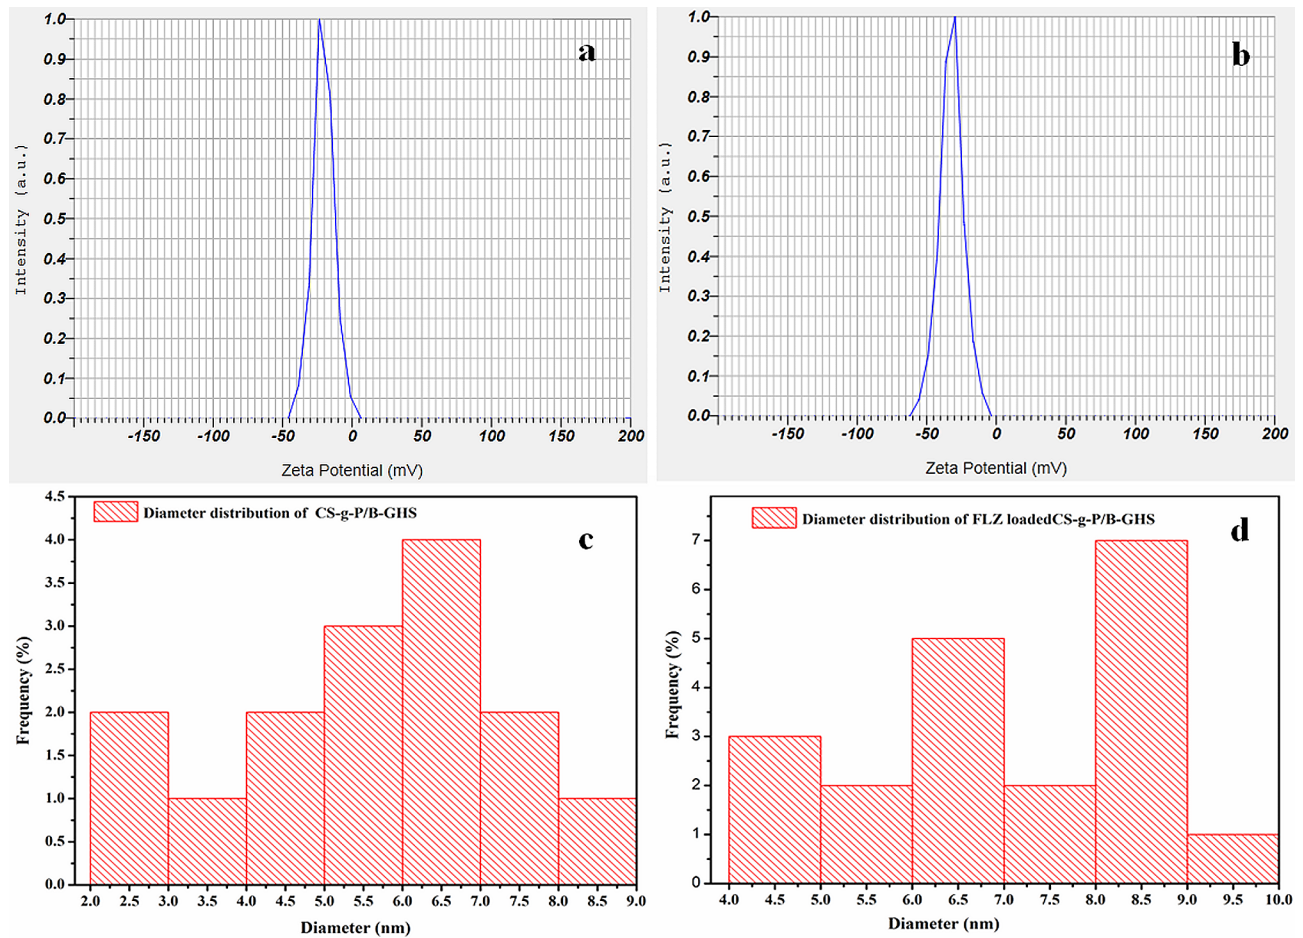 a
1.0
0.9
0.8
0.7
0.6
0.5
0.4
0.3
0.2
0.1
0.0
Intensity (a.u.)
-150 -100 -50 0 50 100 150 200
Zeta Potential (mV)
b
1.0
0.9
0.8
0.7
0.6
0.5
0.4
0.3
0.2
0.1
0.0
Intensity (a.u.)
-150 -100 -50 0 50 100 150 200
Zeta Potential (mV)
Diameter distribution of CS-g-P/B-GHS
c
4.5
4.0
3.5
3.0
2.5
2.0
1.5
1.0
0.5
0.0
Frequency (%)
2.0 2.5 3.0 3.5 4.0 4.5 5.0 5.5 6.0 6.5 7.0 7.5 8.0 8.5 9.0
Diameter (nm)
Diameter distribution of FLZ loadedCS-g-P/B-GHS
d
7
6
5
4
3
2
1
0
Frequency (%)
4.0 4.5 5.0 5.5 6.0 6.5 7.0 7.5 8.0 8.5 9.0 9.5 10.0
Diameter (nm)